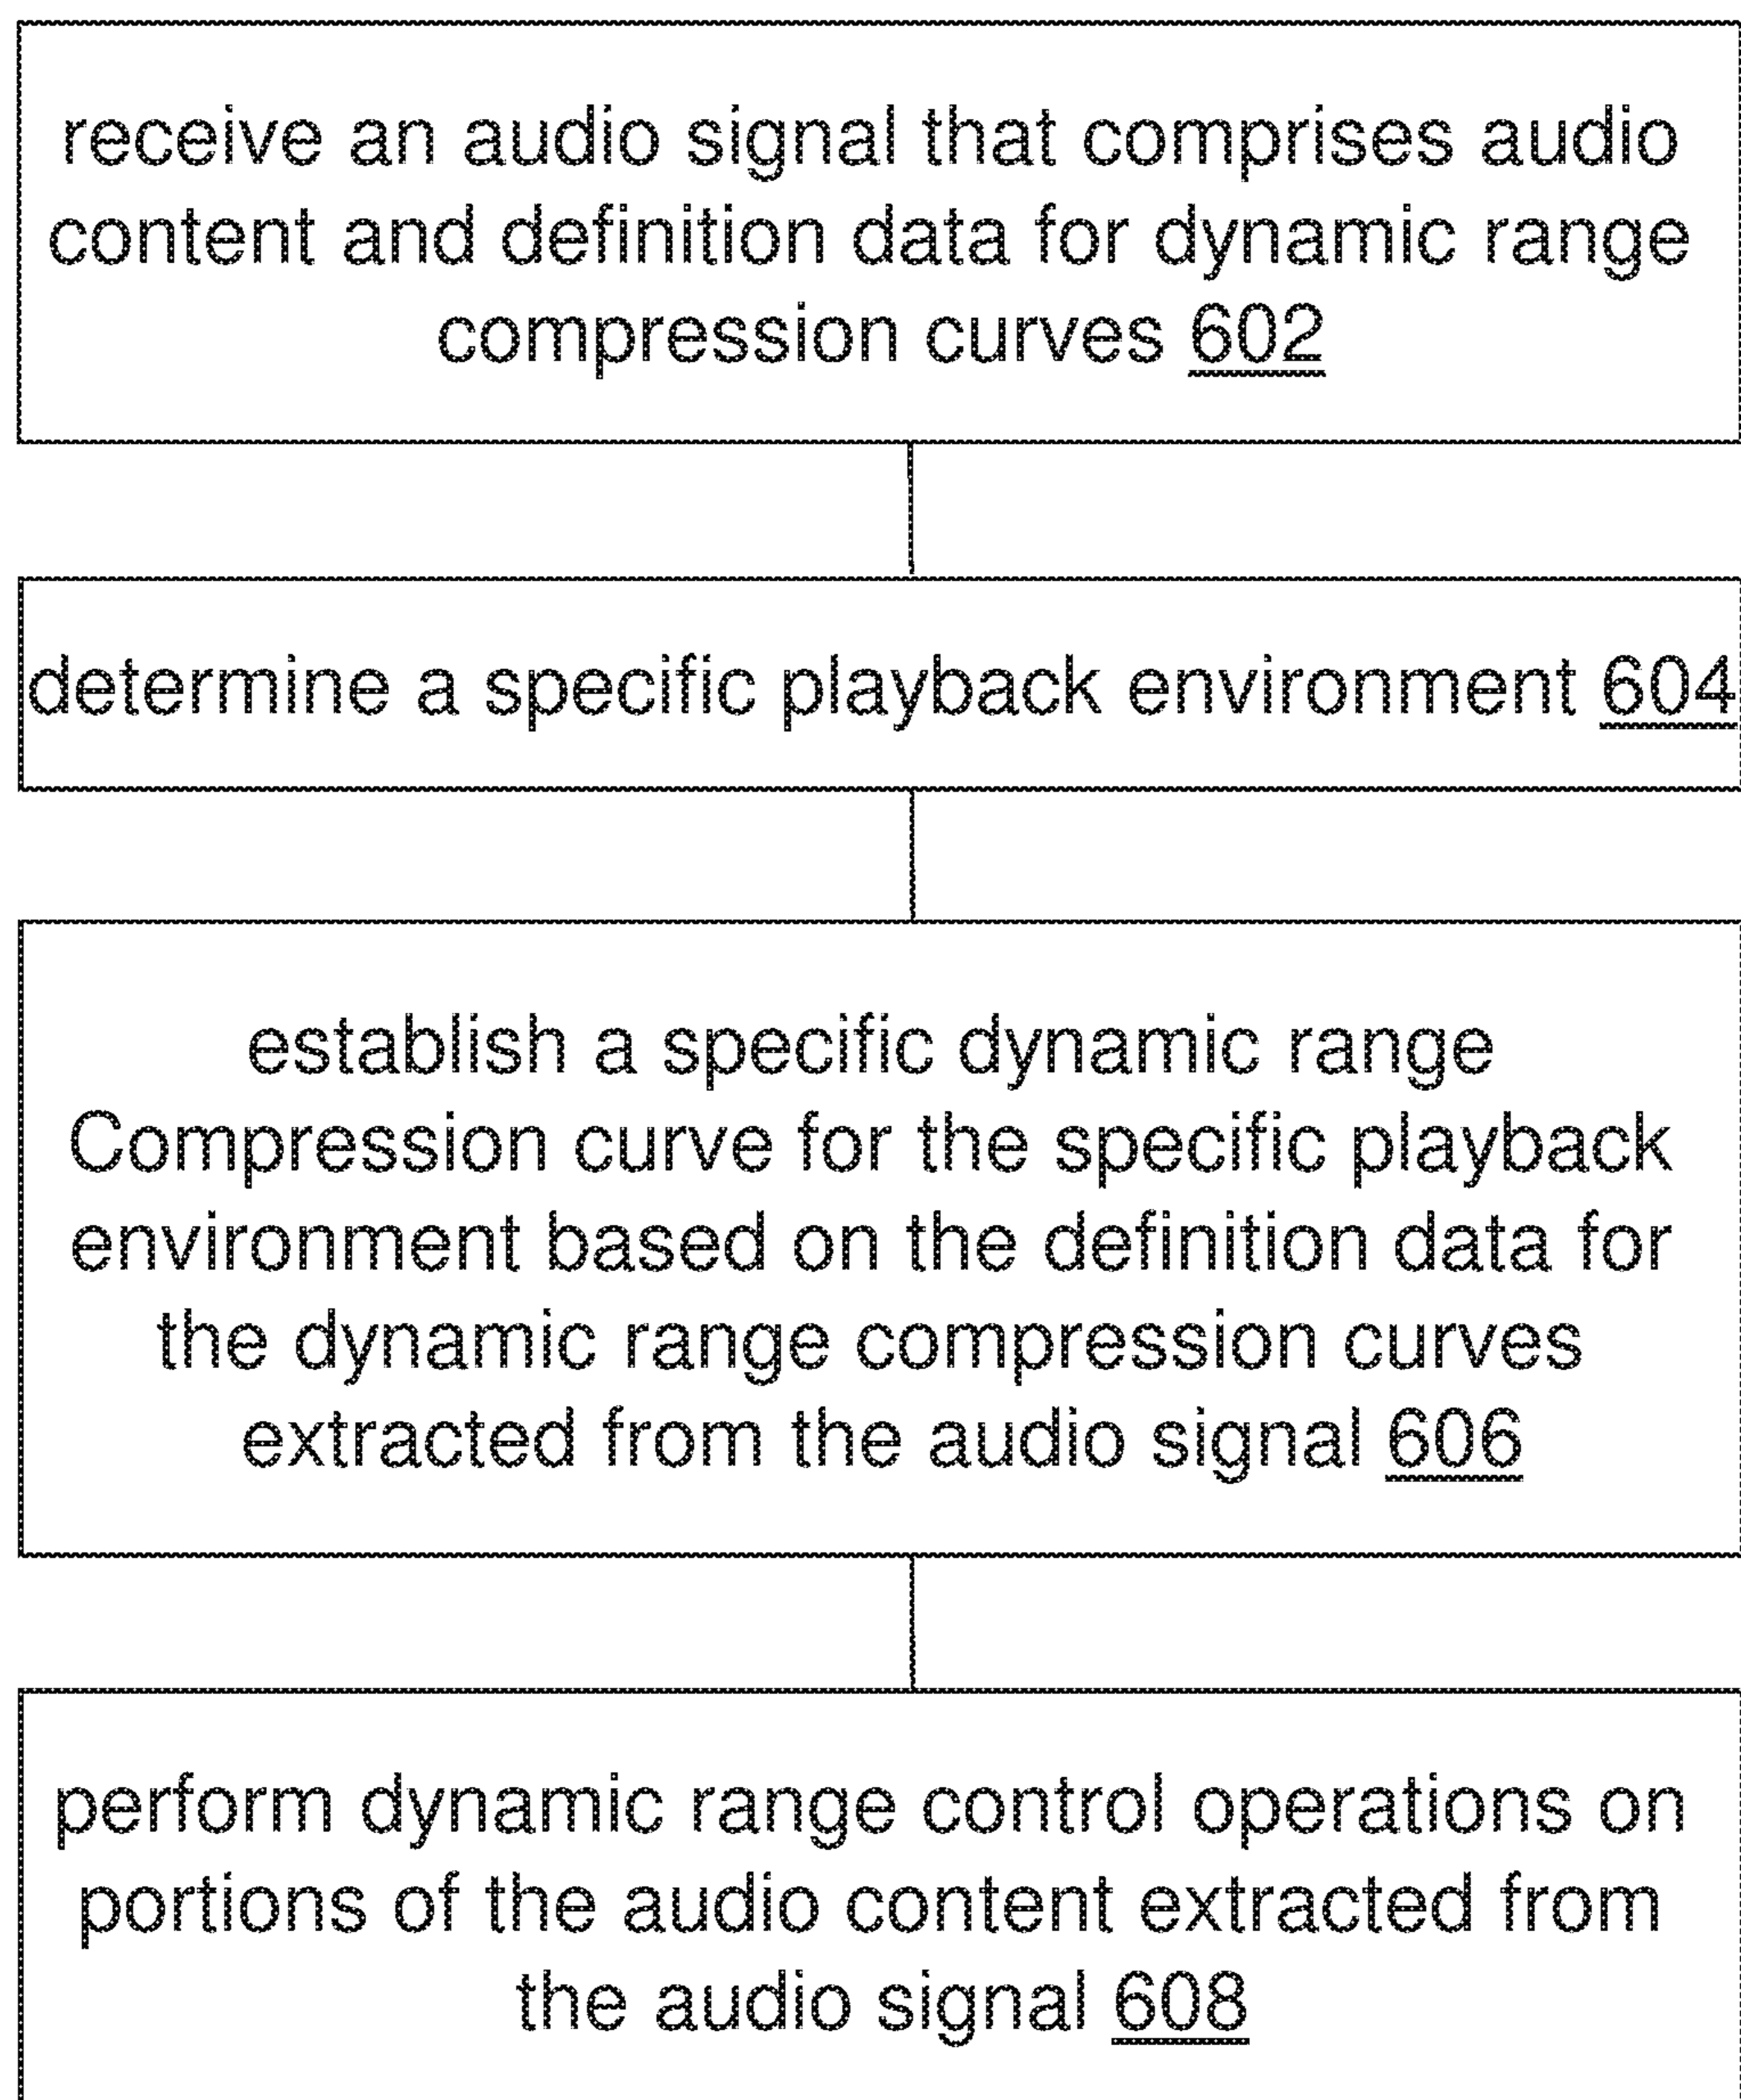 receive an audio signal that comprises audio
content and definition data for dynamic range
compression curves 602
determine a specific playback environment 604
establish a specific dynamic range
Compression curve for the specific playback
environment based on the definition data for
the dynamic range compression curves
extracted from the audio signal 606
perform dynamic range control operations on
portions of the audio content extracted from
the audio signal 608